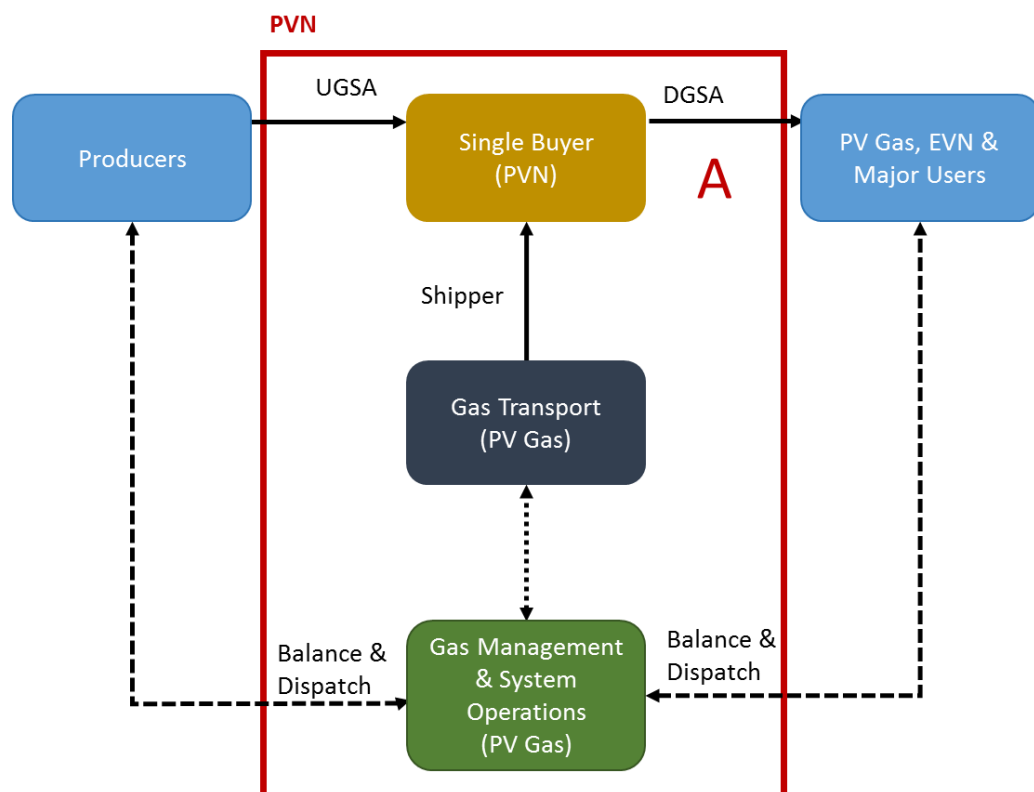 PVN
UGSA
DGSA
Producers
Single Buyer
(PVN)
PV Gas, EVN &
Major Users
A
Shipper
Gas Transport
(PV Gas)
Balance &
Dispatch
Gas Management
& System
Operations
(PV Gas)
Balance &
Dispatch